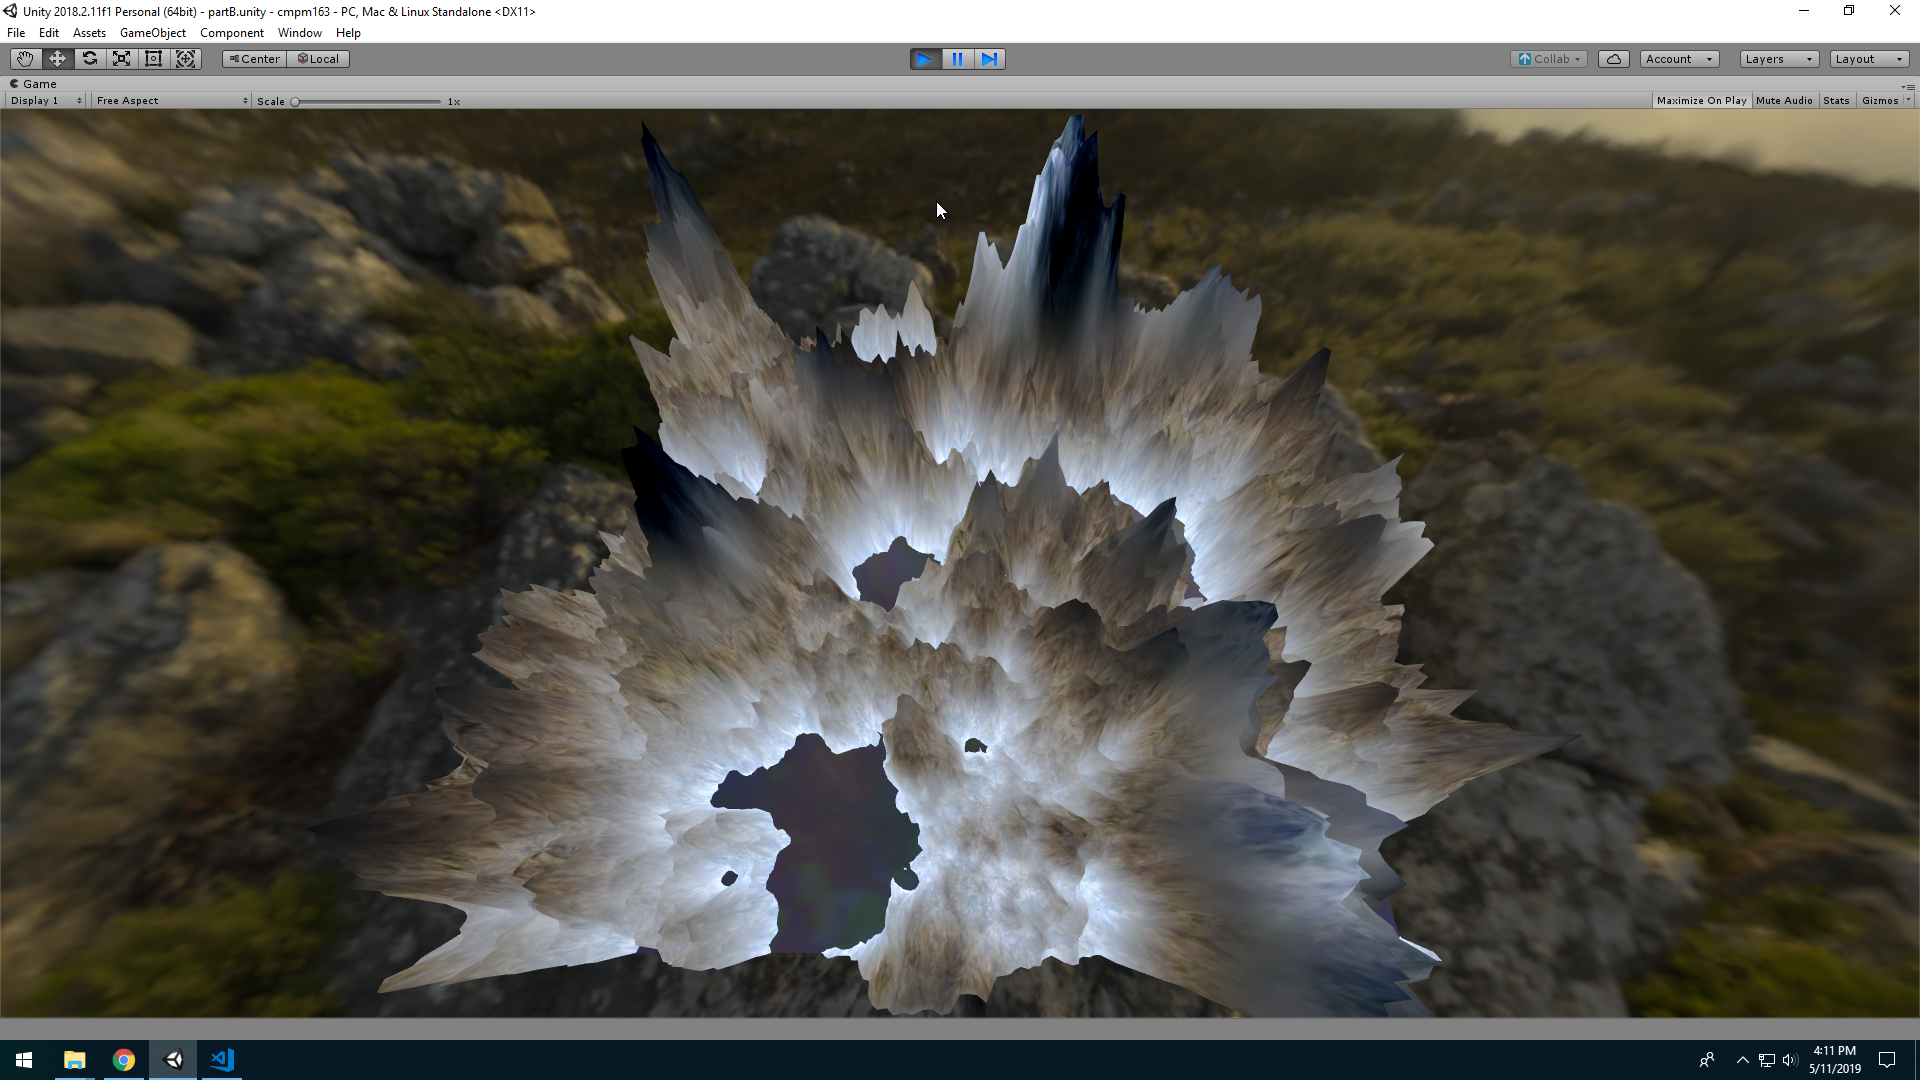 Unity 2018.2.11f1 Personal (64bit) - partB.unity - cmpm163 - PC, Mac & Linux Standalone <DX11>
File Edit Assets GameObject Component Window Help
Center Local Collab Account Layers Layout
Game
Display 1 Free Aspect Scale 1x Maximize On Play Mute Audio Stats Gizmos
4:11 PM
5/11/2019